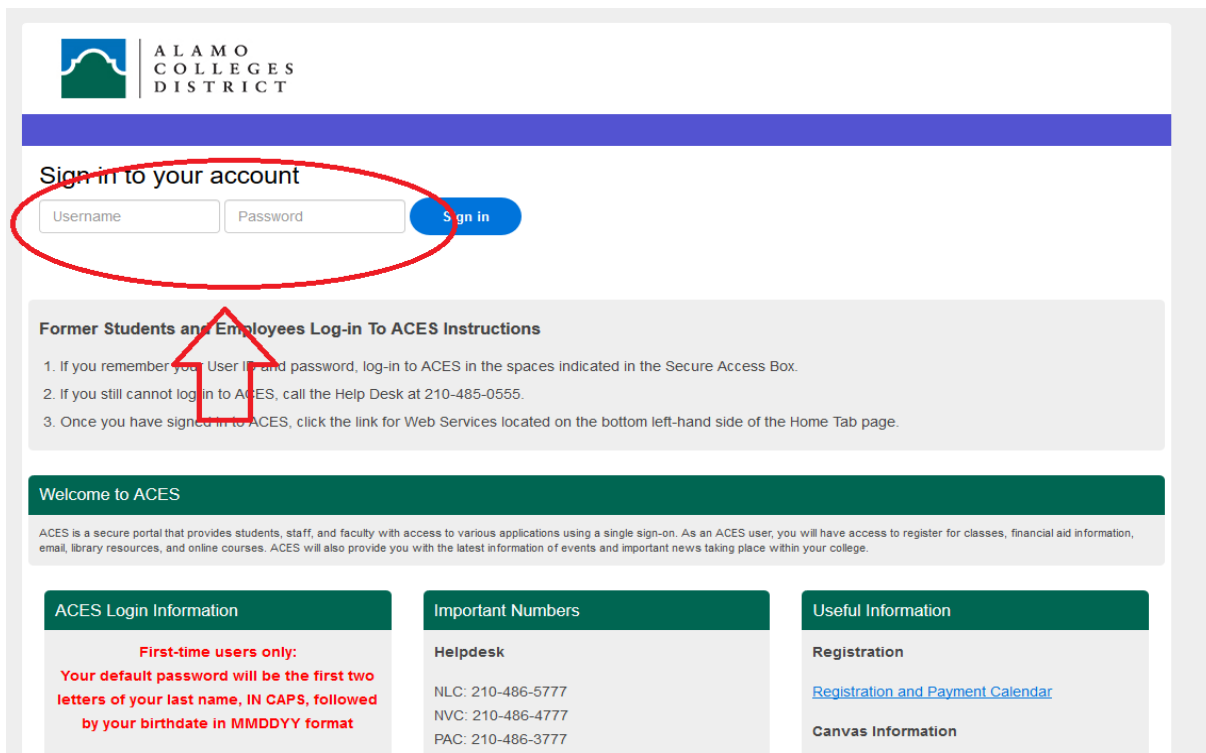 ALAMO
COLLEGES
DISTRICT
Sign in to your account
Username
Password
Sign in
Former Students and Employees Log-in To ACES Instructions
1. If you remember your User ID and password, log-in to ACES in the spaces indicated in the Secure Access Box.
2. If you still cannot log in to ACES, call the Help Desk at 210-485-0555.
3. Once you have signed in to ACES, click the link for Web Services located on the bottom left-hand side of the Home Tab page.
Welcome to ACES
ACES is a secure portal that provides students, staff, and faculty with access to various applications using a single sign-on. As an ACES user, you will have access to register for classes, financial aid information,
email, library resources, and online courses. ACES will also provide you with the latest information of events and important news taking place within your college.
ACES Login Information
First-time users only:
Your default password will be the first two
letters of your last name, IN CAPS, followed
by your birthdate in MMDDYY format
Important Numbers
Helpdesk
NLC: 210-486-5777
NVC: 210-486-4777
PAC: 210-486-3777
Useful Information
Registration
Registration and Payment Calendar
Canvas Information